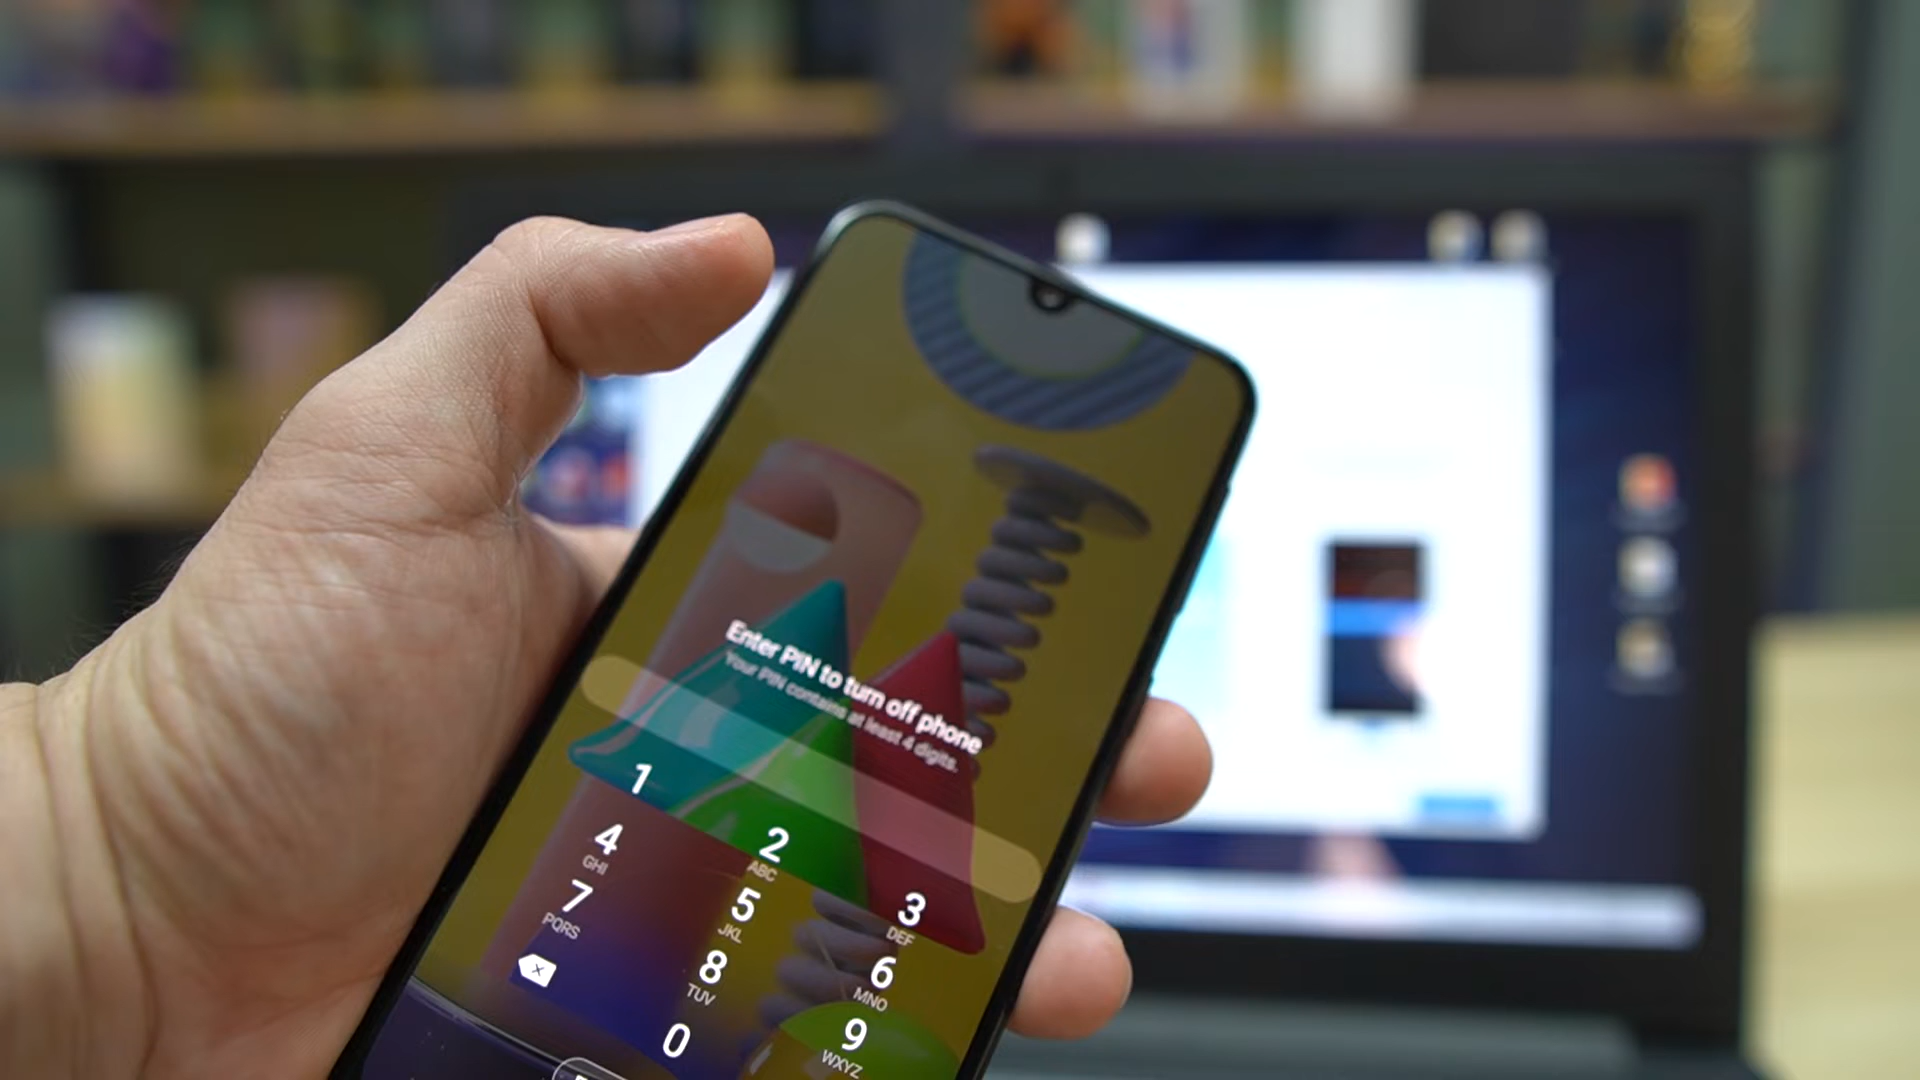 Enter PIN to turn off phone
Your PIN contains at least 4 digits.
1
2
ABC
3
DEF
4
GHI
5
JKL
6
MNO
7
PQRS
8
TUV
9
WXYZ
0